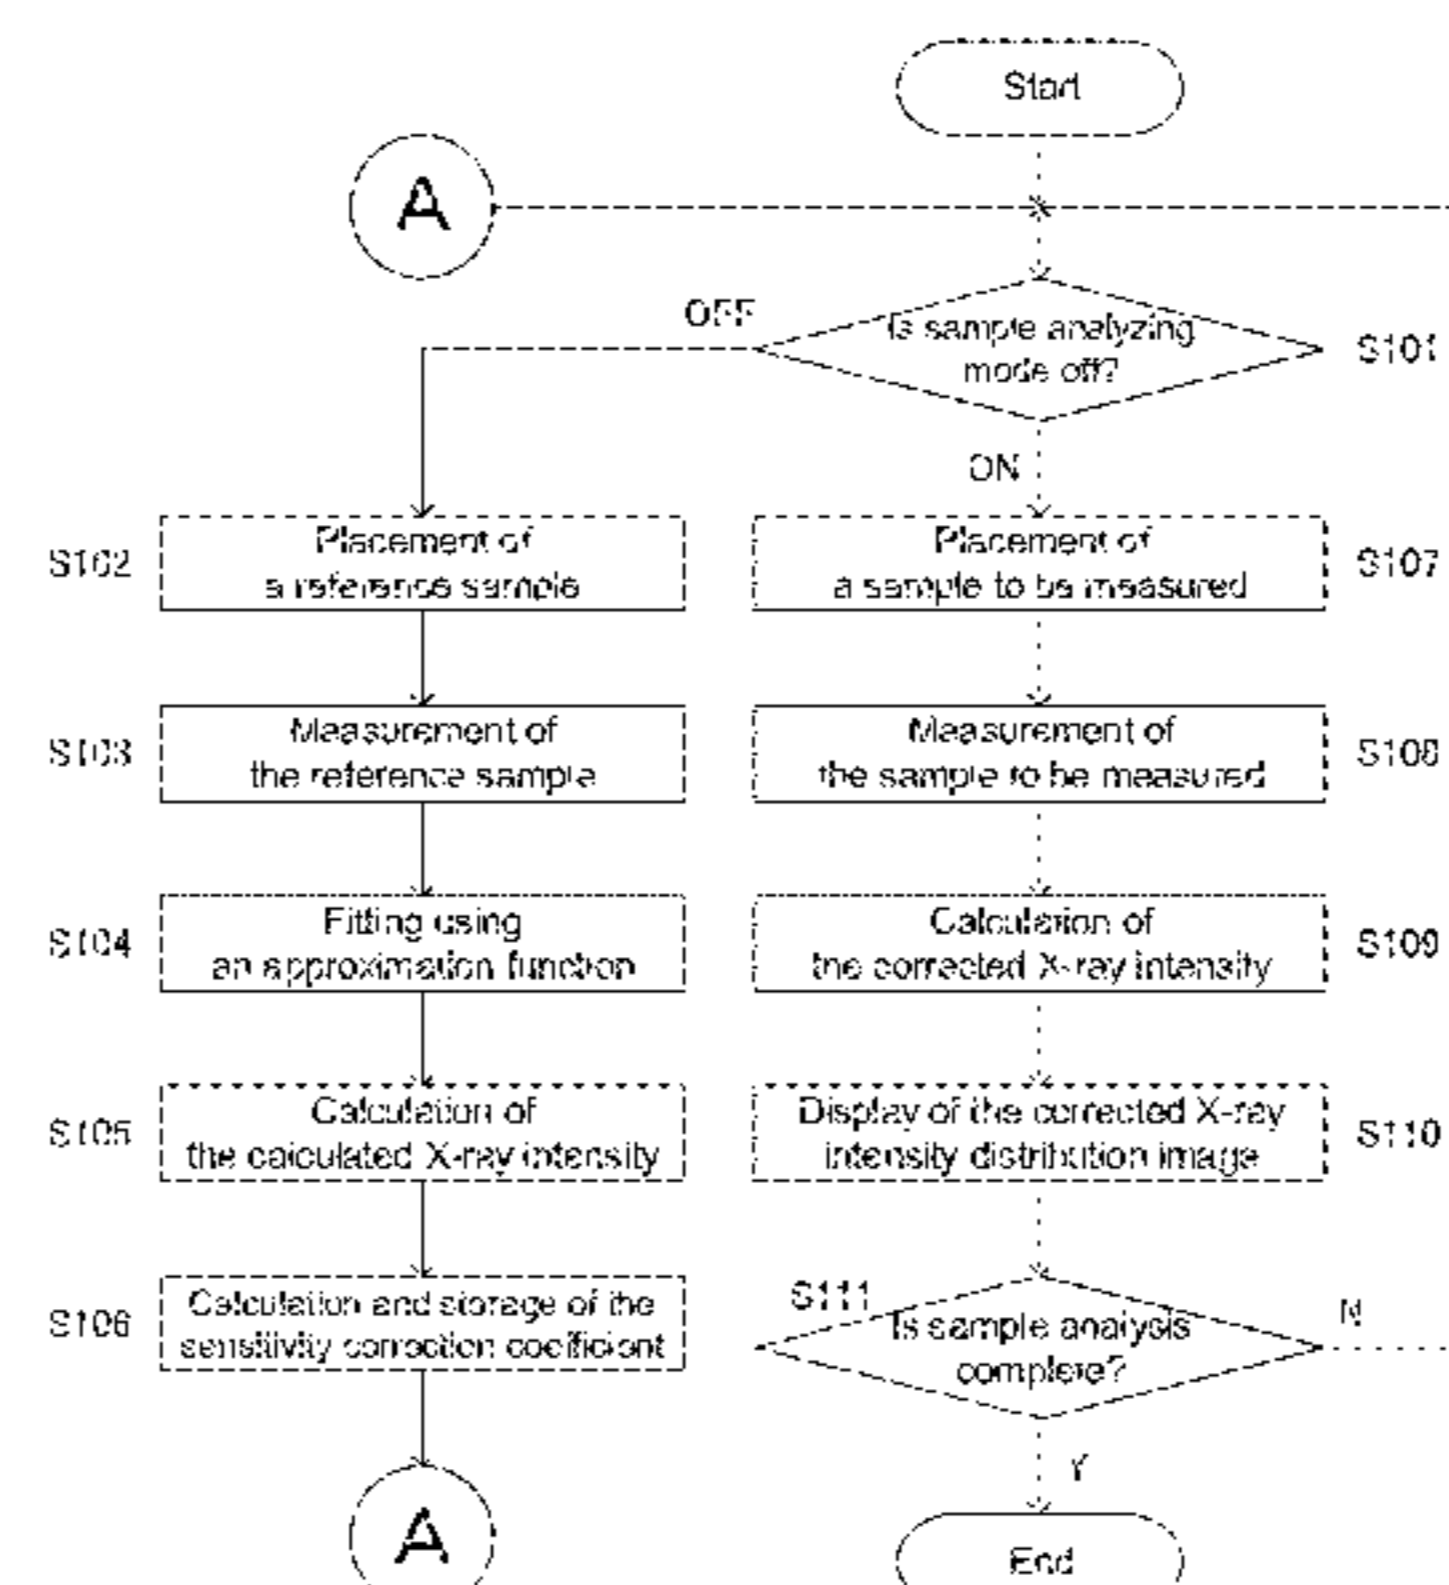 Start
A
OFF
Is sample analyzing
mode off?
S101
ON
S102
Placement of
a reference sample
Placement of
a sample to be measured
S107
S103
Measurement of
the reference sample
Measurement of
the sample to be measured
S108
S104
Fitting using
an approximation function
Calculation of
the corrected X-ray intensity
S109
S105
Calculation of
the calculated X-ray intensity
Display of the corrected X-ray
intensity distribution image
S110
S106
Calculation and storage of the
sensitivity correction coefficient
S111
Is sample analysis
complete?
N
Y
A
End